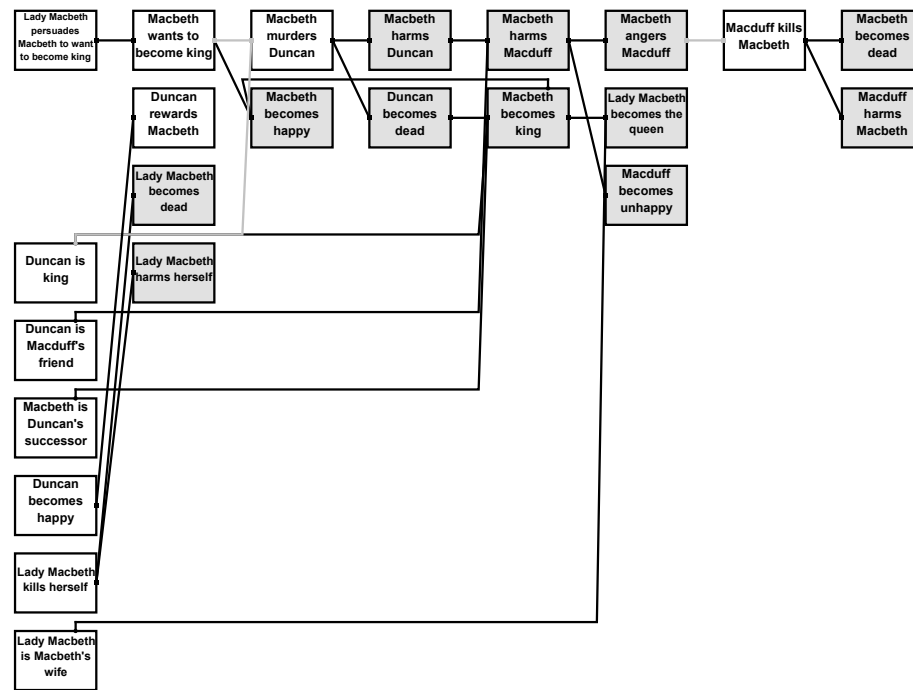 Lady Macbeth
persuades
Macbeth to want
to become king
Macbeth
wants to
become king
Macbeth
murders
Duncan
Macbeth
harms
Duncan
Macbeth
harms
Macduff
Macbeth
angers
Macduff
Macduff kills
Macbeth
Macbeth
becomes
dead
Duncan
rewards
Macbeth
Macbeth
becomes
happy
Duncan
becomes
dead
Macbeth
becomes
king
Lady Macbeth
becomes the
queen
Macduff
harms
Macbeth
Lady Macbeth
becomes
dead
Macduff
becomes
unhappy
Duncan is
king
Lady Macbeth
harms herself
Duncan is
Macduff's
friend
Macbeth is
Duncan's
successor
Duncan
becomes
happy
Lady Macbeth
kills herself
Lady Macbeth
is Macbeth's
wife